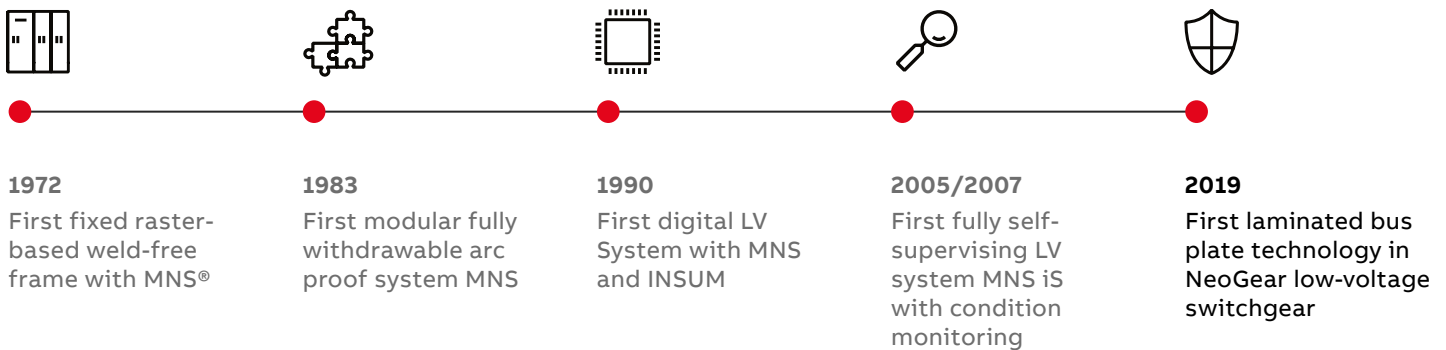 1972
First fixed raster-
based weld-free
frame with MNS®
1983
First modular fully
withdrawable arc
proof system MNS
1990
First digital LV
System with MNS
and INSUM
2005/2007
First fully self-
supervising LV
system MNS iS
with condition
monitoring
2019
First laminated bus
plate technology in
NeoGear low-voltage
switchgear